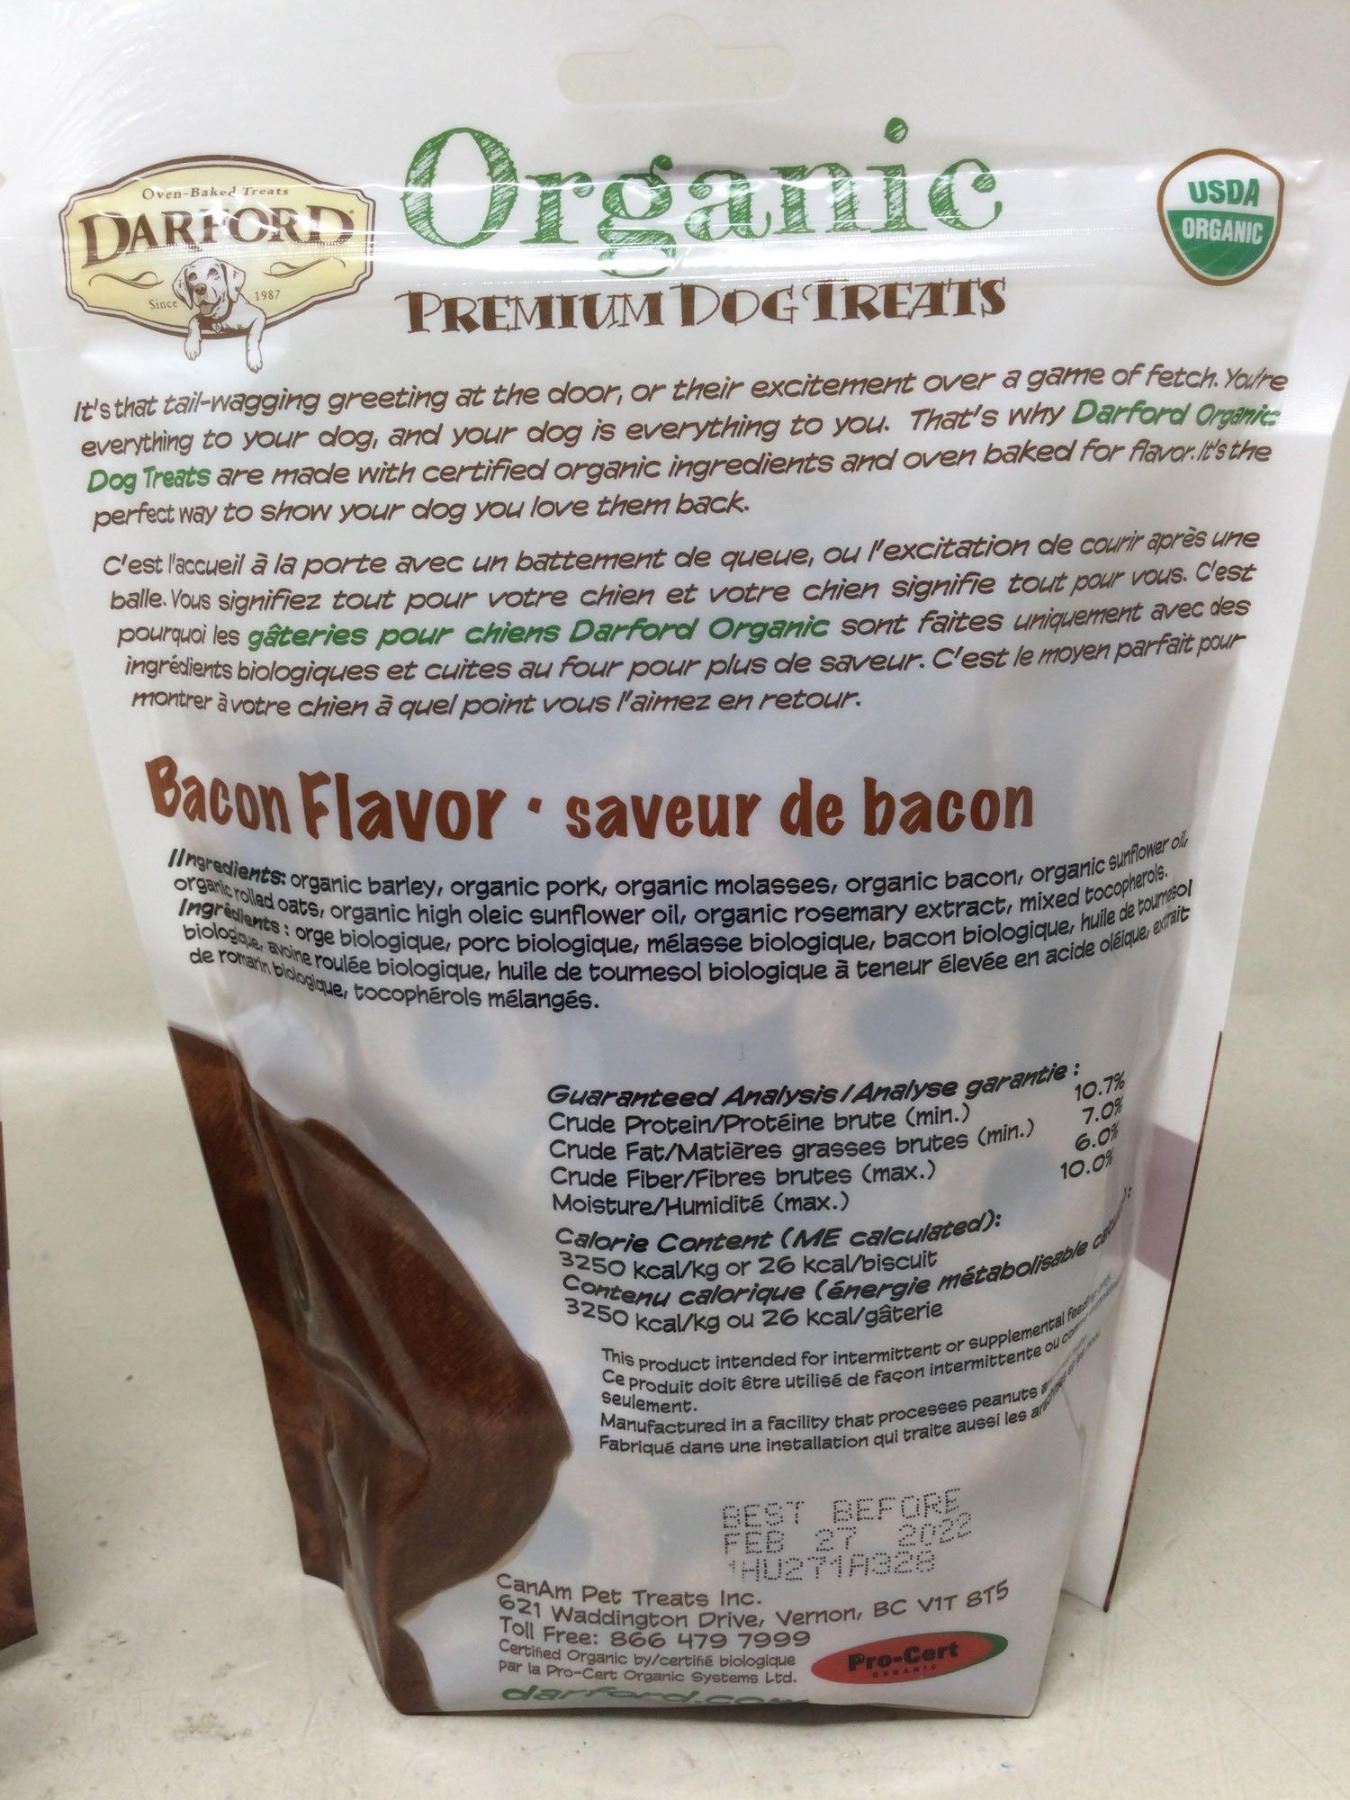 Oven-Baked Treats
DARFORD
Since 1987
Organic
PREMIUM DOG TREATS
USDA
ORGANIC
It's that tail-wagging greeting at the door, or their excitement over a game of fetch. You're
everything to your dog, and your dog is everything to you. That's why Darford Organic
Dog Treats are made with certified organic ingredients and oven baked for flavor. It's the
perfect way to show your dog you love them back.
C'est l'accueil à la porte avec un battement de queue, ou l'excitation de courir après une
balle. Vous signifiez tout pour votre chien et votre chien signifie tout pour vous. C'est
pourquoi les gâteries pour chiens Darford Organic sont faites uniquement avec des
ingrédients biologiques et cuites au four pour plus de saveur. C'est le moyen parfait pour
montrer à votre chien à quel point vous l'aimez en retour.
Bacon Flavor • saveur de bacon
IIngredients: organic barley, organic pork, organic molasses, organic bacon, organic sunflower oil,
organic rolled oats, organic high oleic sunflower oil, organic rosemary extract, mixed tocopherols.
Ingrédients : orge biologique, porc biologique, mélasse biologique, bacon biologique, huile de tournesol
biologique, avoine roulée biologique, huile de tournesol biologique à teneur élevée en acide oléique, extrait
de romarin biologique, tocophérols mélangés.
Guaranteed Analysis / Analyse garantie :
Crude Protein/Protéine brute (min.) 10.7%
Crude Fat/Matières grasses brutes (min.) 7.0%
Crude Fiber/Fibres brutes (max.) 6.0%
Moisture/Humidité (max.) 10.0%
Calorie Content (ME calculated):
3250 kcal/kg or 26 kcal/biscuit
Contenu calorique (énergie métabolisable
3250 kcal/kg ou 26 kcal/gâterie
This product intended for intermittent or supplemental
Ce produit doit être utilisé de façon intermittente ou
seulement.
Manufactured in a facility that processes peanuts
Fabriqué dans une installation qui traite aussi les
BEST BEFORE
FEB 27 2022
1HU271A328
CanAm Pet Treats Inc.
621 Waddington Drive, Vernon, BC V1T 8T5
Toll Free: 866 479 7999
Certified Organic by/certifié biologique
par la Pro-Cert Organic Systems Ltd.
Pro-Cert
ORGANIC
darford.com